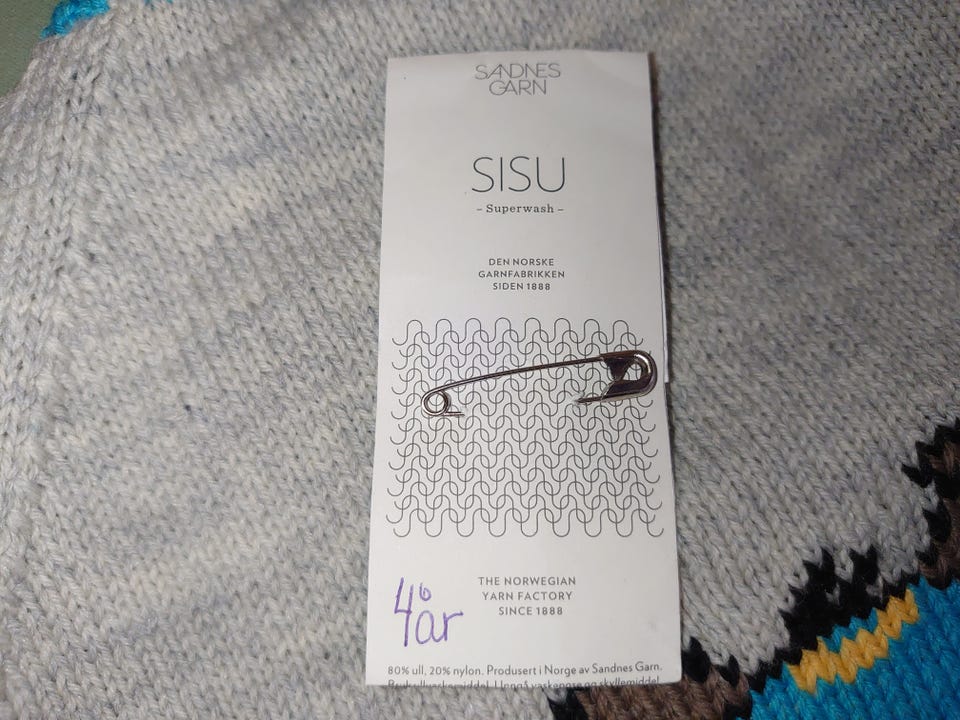 SANDNES
GARN
SISU
– Superwash –
DEN NORSKE
GARNFABRIKKEN
SIDEN 1888
THE NORWEGIAN
YARN FACTORY
SINCE 1888
4 år
80% ull, 20% nylon. Produsert i Norge av Sandnes Garn.